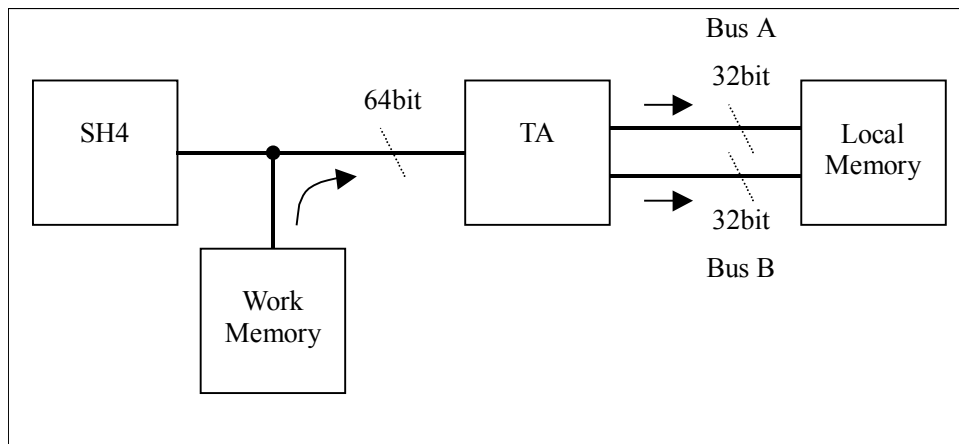 Bus A
32bit
64bit
SH4
TA
Local
Memory
32bit
Bus B
Work
Memory